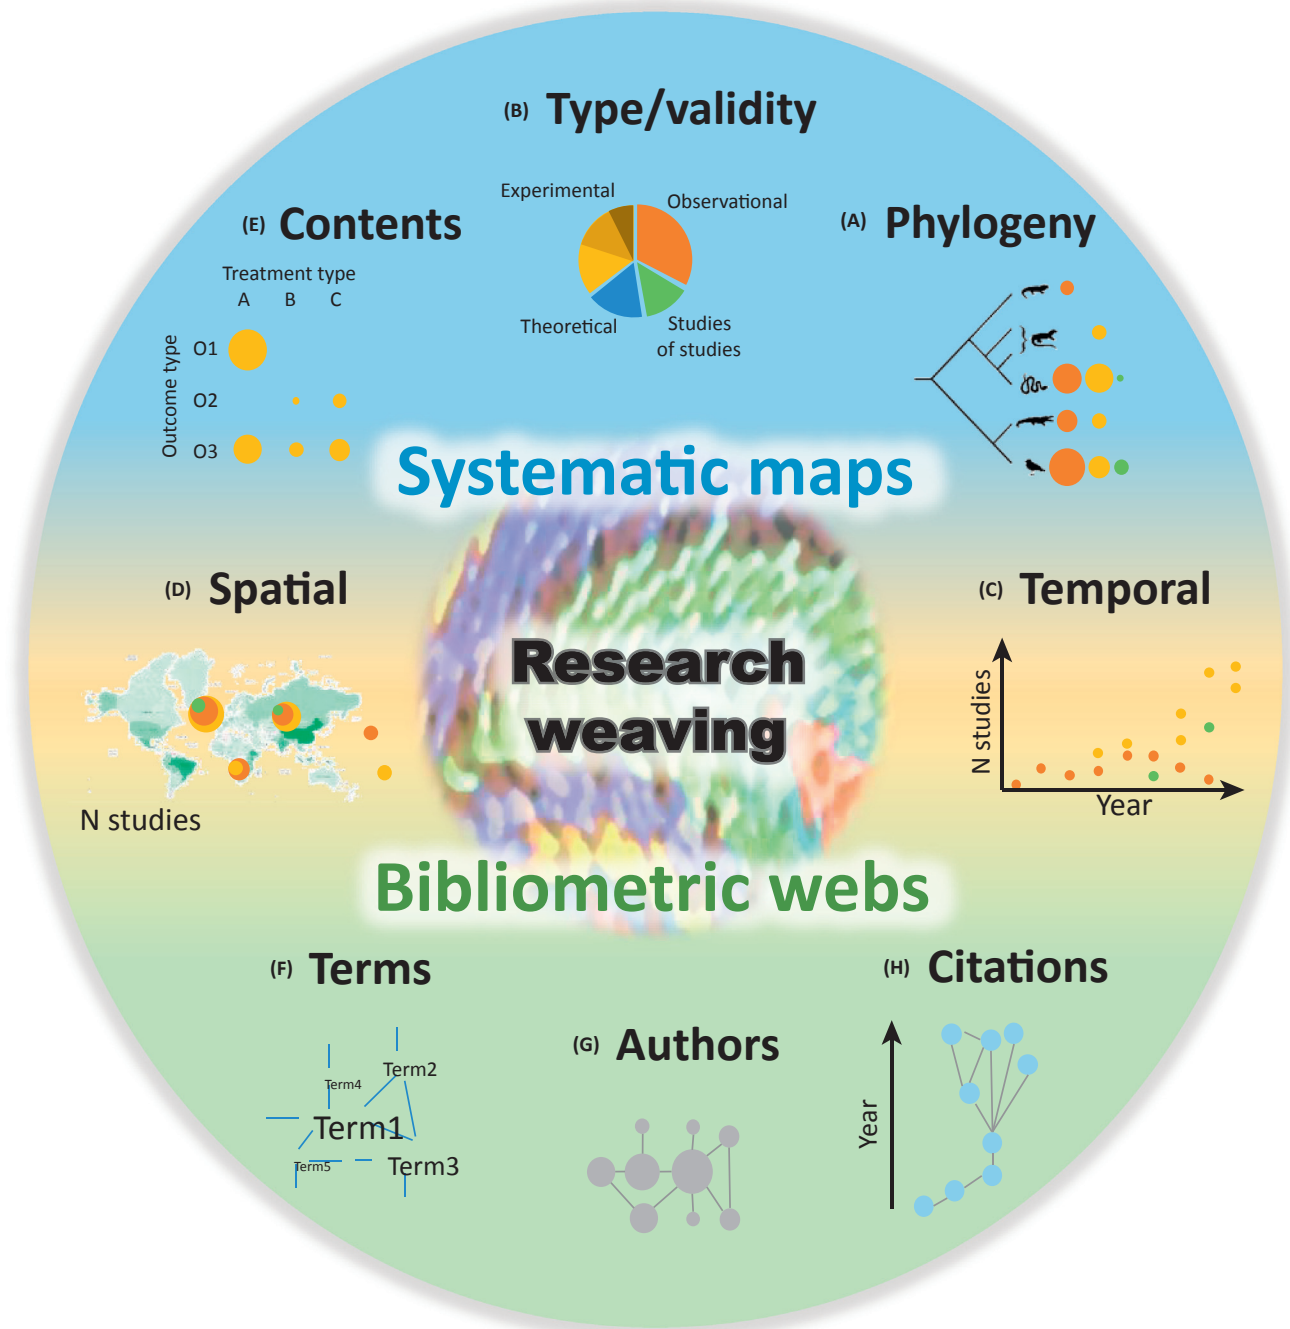 (B) Type/validity
Experimental
Observational
Theoretical
Studies
of studies
(E) Contents
Treatment type
A B C
Outcome type
O1
O2
O3
(A) Phylogeny
Systematic maps
(D) Spatial
N studies
Research
weaving
(C) Temporal
N studies
Year
Bibliometric webs
(F) Terms
Term2
Term4
Term1
Term5
Term3
(G) Authors
(H) Citations
Year